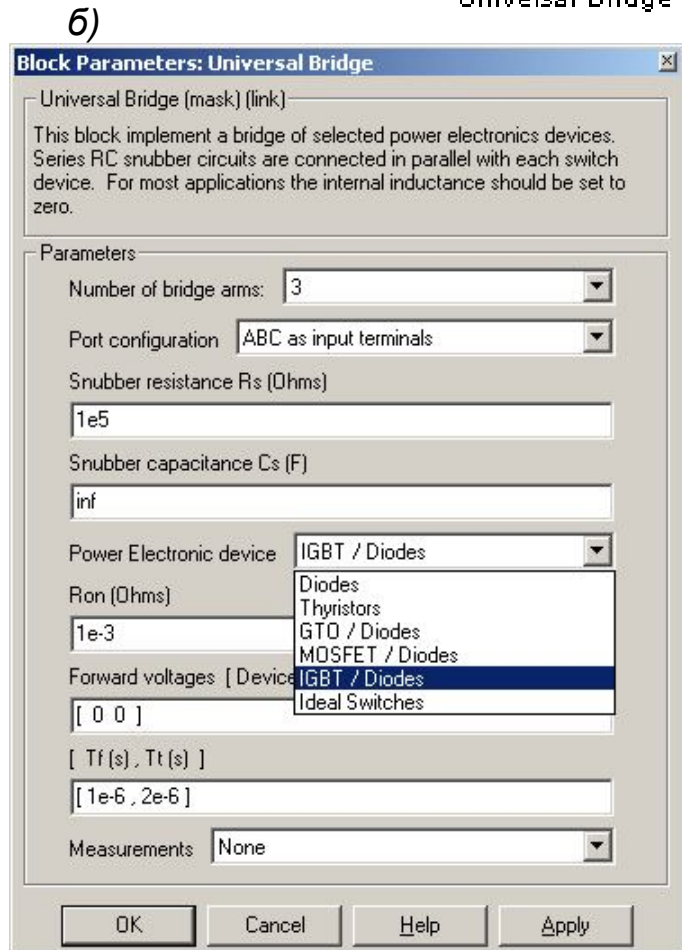 Universal Bridge
б)
Block Parameters: Universal Bridge
Universal Bridge (mask) (link)
This block implement a bridge of selected power electronics devices.
Series RC snubber circuits are connected in parallel with each switch
device. For most applications the internal inductance should be set to
zero.
Parameters
Number of bridge arms: 3
Port configuration ABC as input terminals
Snubber resistance Rs (Ohms)
1e5
Snubber capacitance Cs (F)
inf
Power Electronic device IGBT / Diodes
Diodes
Thyristors
GTO / Diodes
MOSFET / Diodes
IGBT / Diodes
Ideal Switches
Ron (Ohms)
1e-3
Forward voltages [ Device
[ 0 0 ]
[ Tf (s) , Tt (s) ]
[ 1e-6 , 2e-6 ]
Measurements None
OK Cancel Help Apply